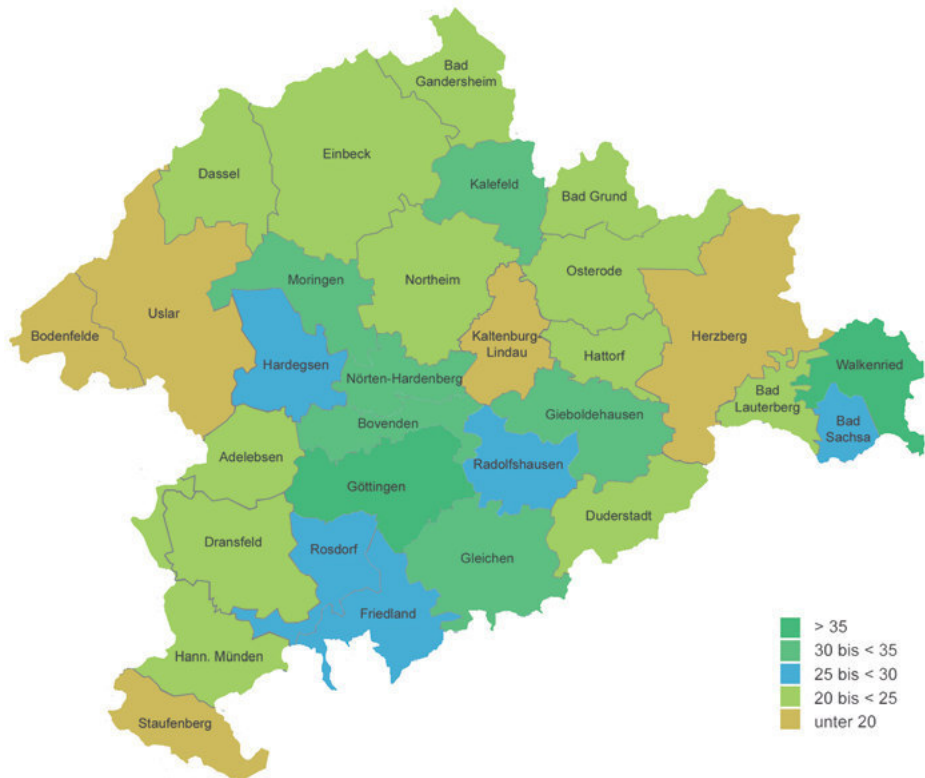 Bad
Gandersheim
Einbeck
Dassel
Kalefeld
Bad Grund
Osterode
Moringen
Northeim
Uslar
Bodenfelde
Kaltenburg-
Lindau
Herzberg
Hattorf
Hardegsen
Walkenried
Nörten-Hardenberg
Bad
Lauterberg
Gieboldehausen
Bad
Sachsa
Bovenden
Adelebsen
Radolfshausen
Göttingen
Duderstadt
Dransfeld
Rosdorf
Gleichen
Friedland
Hann. Münden
Staufenberg
> 35
30 bis < 35
25 bis < 30
20 bis < 25
unter 20